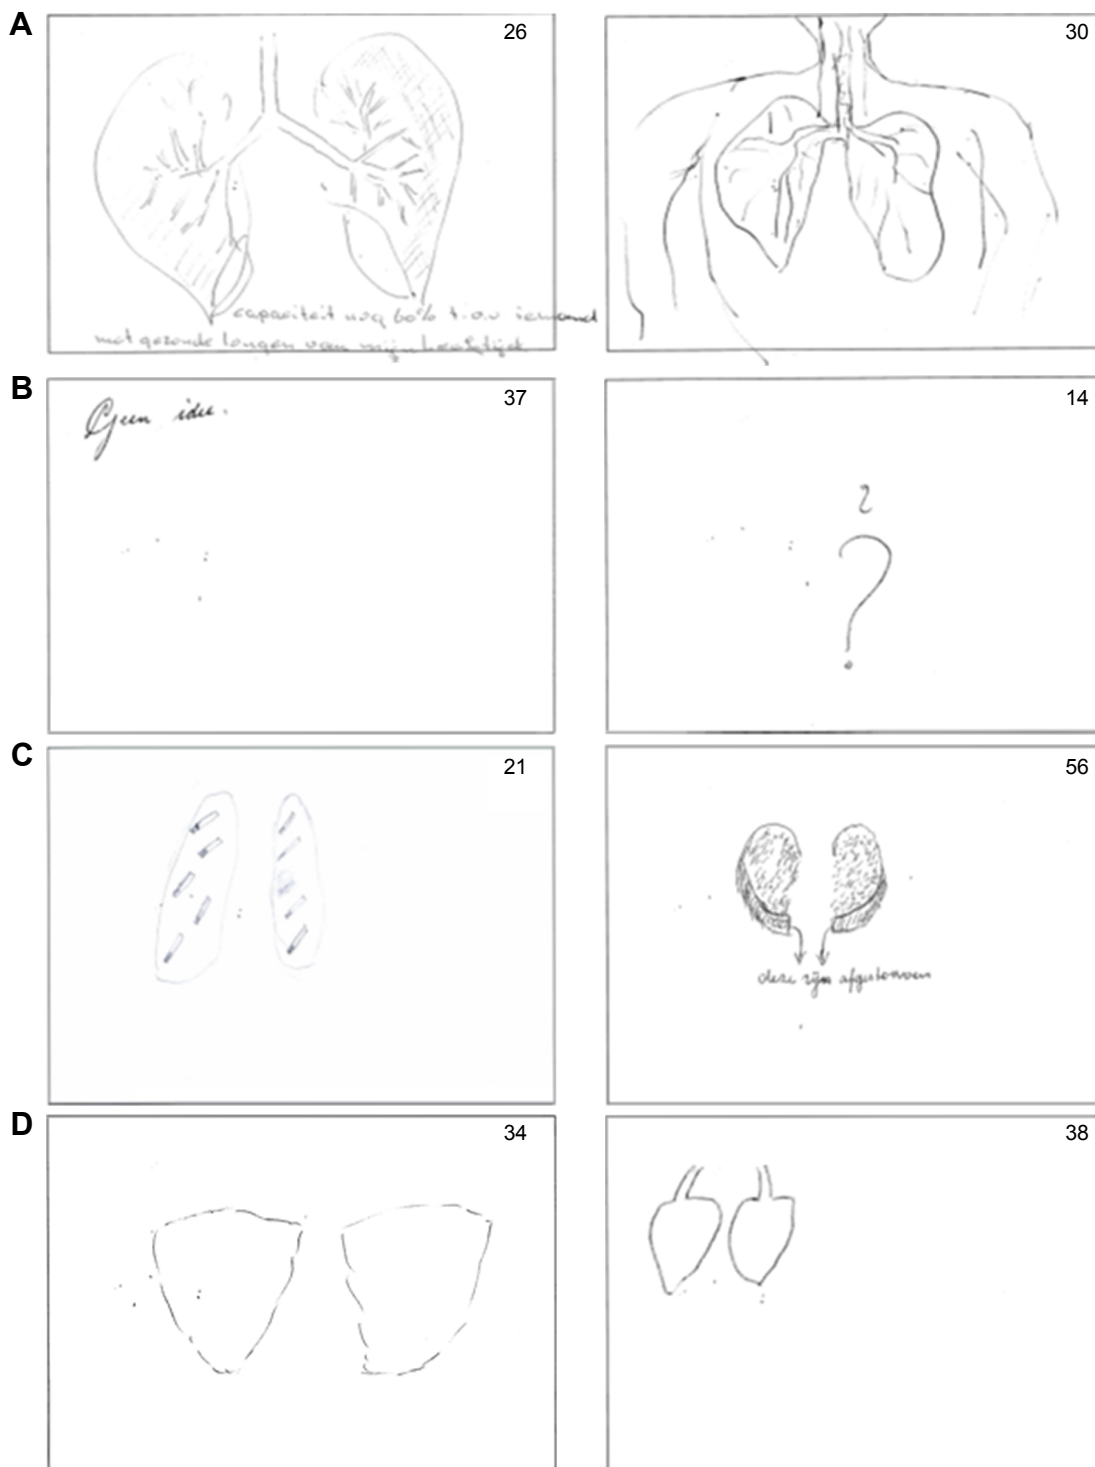 A
26
30
capaciteit nog 60% t.o.v iemand
met gezonde longen van mijn leeftijd
B
37
14
Geen idee.
?
?
C
21
56
deze zijn afgestorven
D
34
38